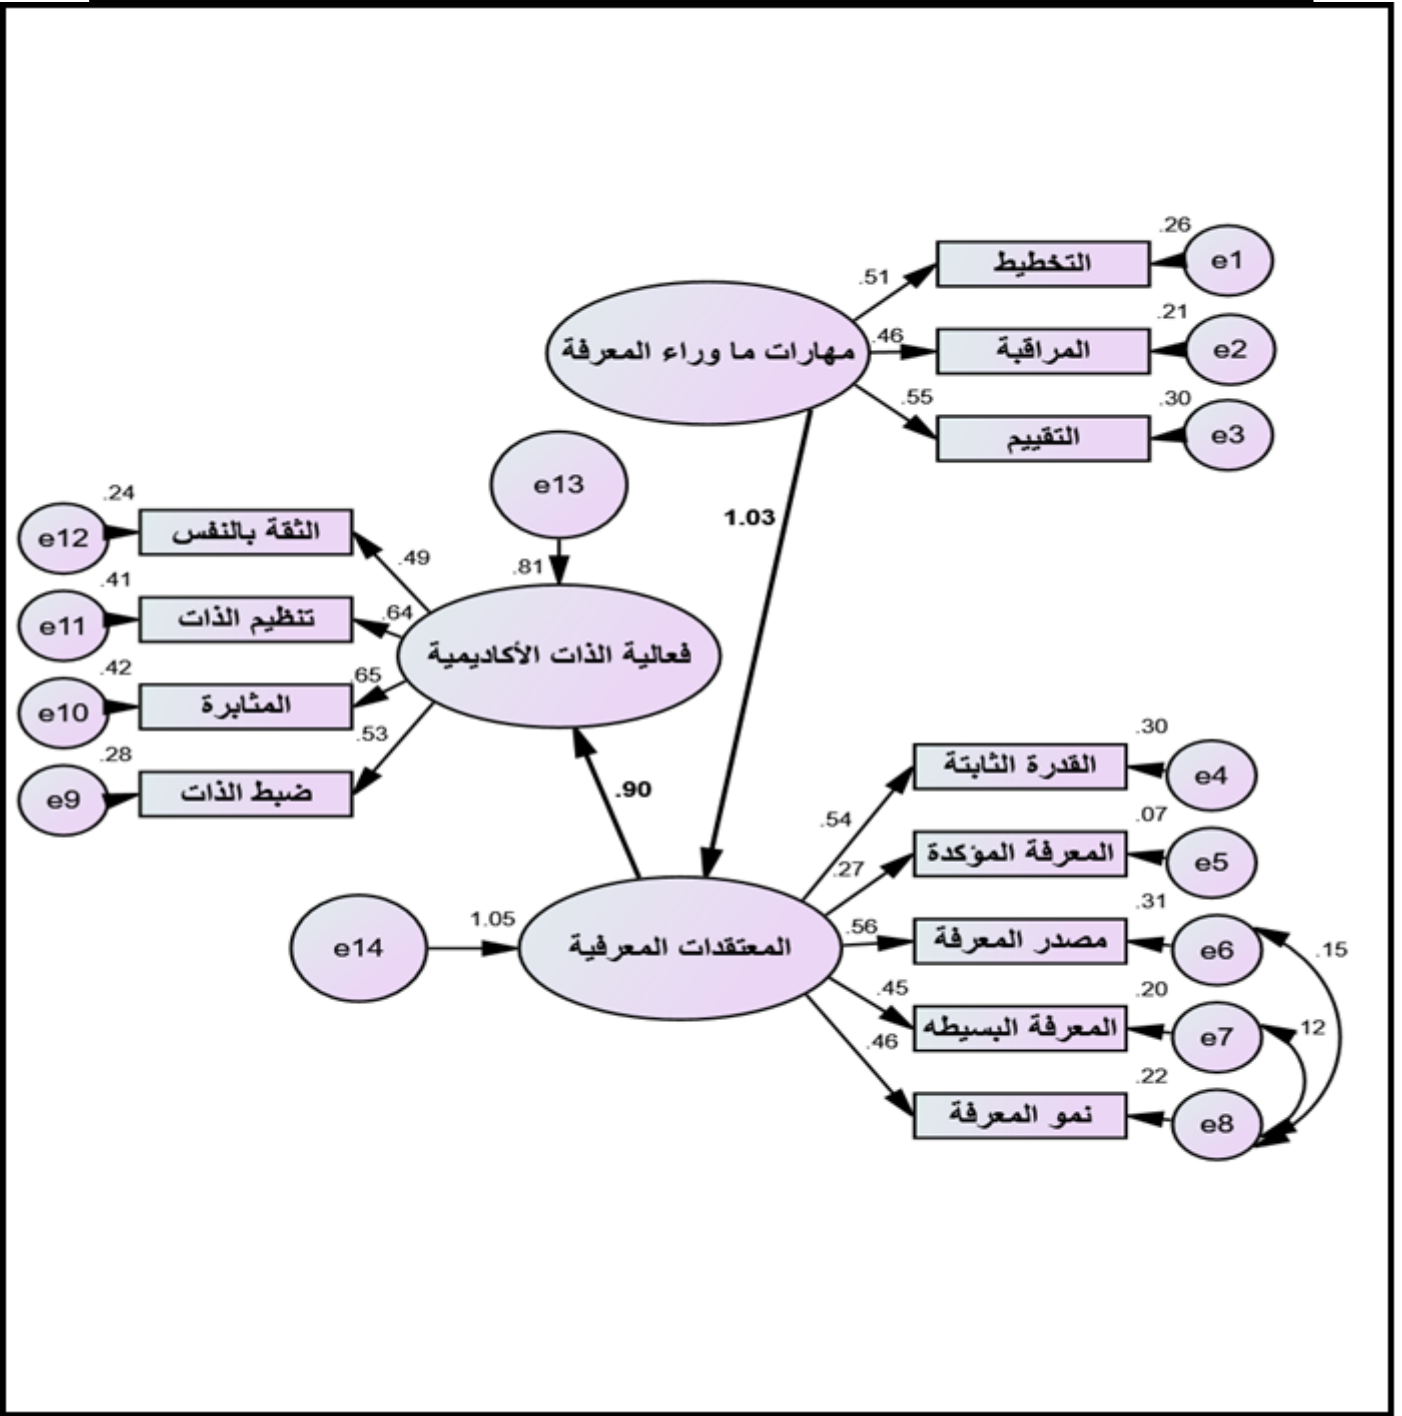 .26
التخطيط
e1
.51
.21
مهارات ما وراء المعرفة
.46
المراقبة
e2
.55
.30
التقييم
e3
e13
1.03
.24
e12
الثقة بالنفس
.49
.81
.41
e11
تنظيم الذات
.64
فعالية الذات الأكاديمية
.42
e10
المثابرة
.65
.53
.28
e9
ضبط الذات
.90
.30
القدرة الثابتة
e4
.54
.07
المعرفة المؤكدة
e5
.27
.31
e14
1.05
المعتقدات المعرفية
.56
مصدر المعرفة
e6
.15
.45
.20
المعرفة البسيطه
e7
.12
.46
.22
نمو المعرفة
e8